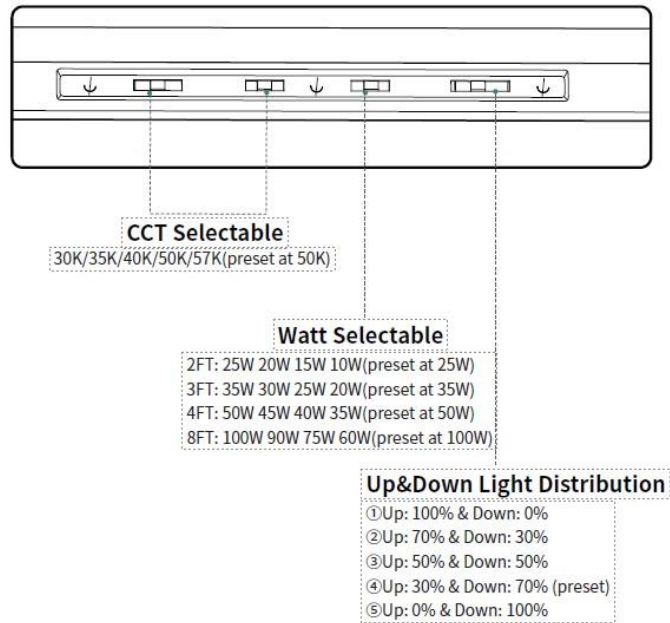 CCT Selectable
30K/35K/40K/50K/57K(preset at 50K)
Watt Selectable
2FT: 25W 20W 15W 10W(preset at 25W)
3FT: 35W 30W 25W 20W(preset at 35W)
4FT: 50W 45W 40W 35W(preset at 50W)
8FT: 100W 90W 75W 60W(preset at 100W)
Up&Down Light Distribution
①Up: 100% & Down: 0%
②Up: 70% & Down: 30%
③Up: 50% & Down: 50%
④Up: 30% & Down: 70% (preset)
⑤Up: 0% & Down: 100%